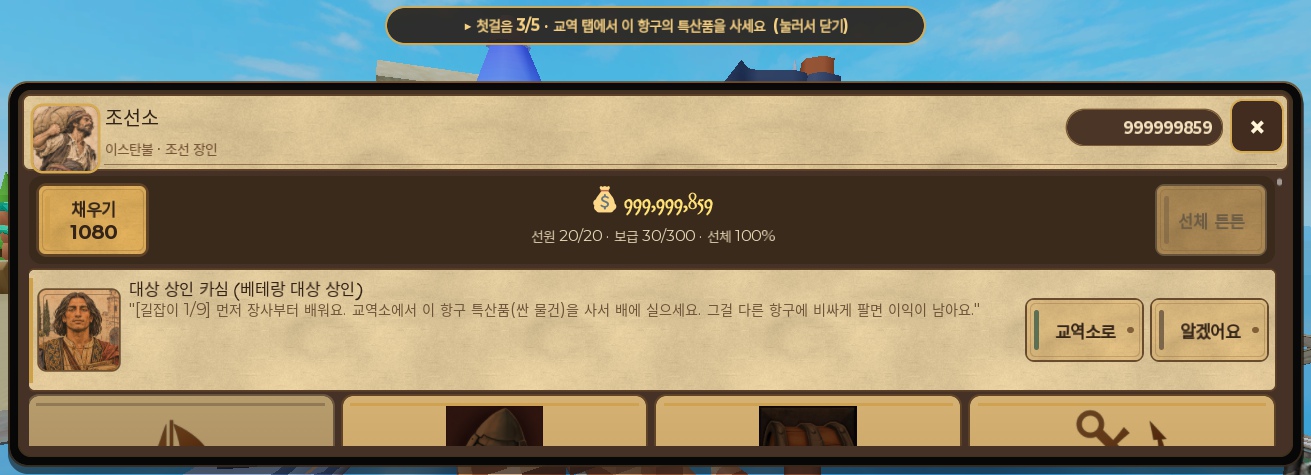 ▸ 첫걸음 3/5 · 교역 탭에서 이 항구의 특산품을 사세요 (눌러서 닫기)
조선소
이스탄불 · 조선 장인
999999859
×
채우기
1080
999,999,859
선원 20/20 · 보급 30/300 · 선체 100%
선체 튼튼
대상 상인 카심 (베테랑 대상 상인)
"[길잡이 1/9] 먼저 장사부터 배워요. 교역소에서 이 항구 특산품(싼 물건)을 사서 배에 실으세요. 그걸 다른 항구에 비싸게 팔면 이익이 남아요."
교역소로
알겠어요